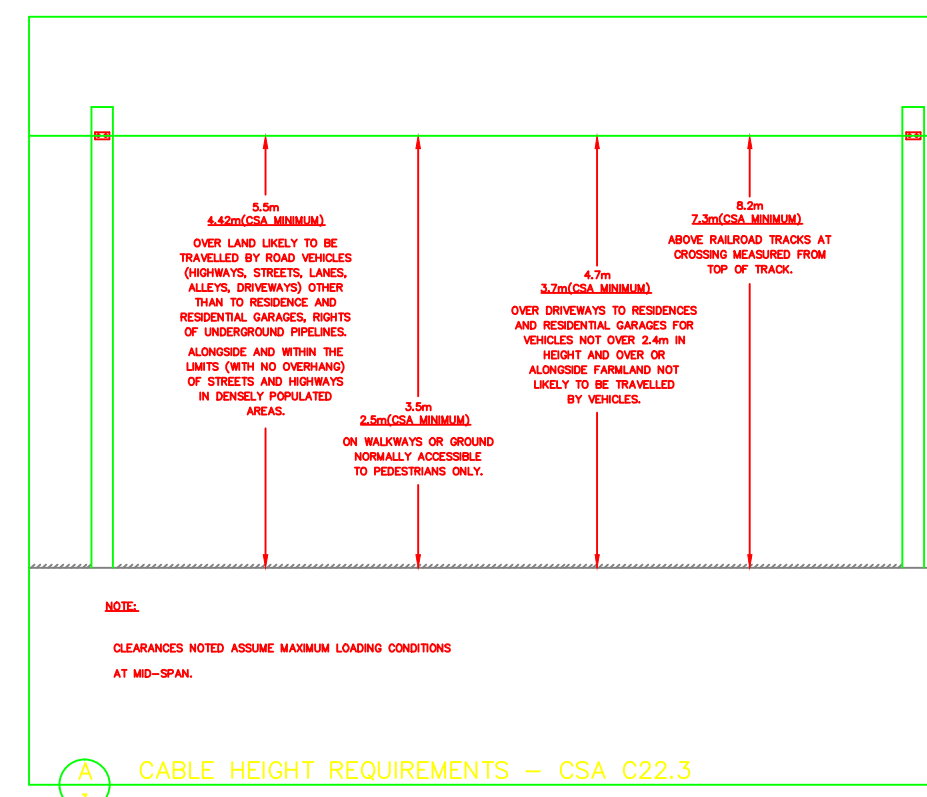 5.5m
4.42m(CSA MINIMUM)
OVER LAND LIKELY TO BE
TRAVELLED BY ROAD VEHICLES
(HIGHWAYS, STREETS, LANES,
ALLEYS, DRIVEWAYS) OTHER
THAN TO RESIDENCE AND
RESIDENTIAL GARAGES, RIGHTS
OF UNDERGROUND PIPELINES.
ALONGSIDE AND WITHIN THE
LIMITS (WITH NO OVERHANG)
OF STREETS AND HIGHWAYS
IN DENSELY POPULATED
AREAS.
3.5m
2.5m(CSA MINIMUM)
ON WALKWAYS OR GROUND
NORMALLY ACCESSIBLE
TO PEDESTRIANS ONLY.
4.7m
3.7m(CSA MINIMUM)
OVER DRIVEWAYS TO RESIDENCES
AND RESIDENTIAL GARAGES FOR
VEHICLES NOT OVER 2.4m IN
HEIGHT AND OVER OR
ALONGSIDE FARMLAND NOT
LIKELY TO BE TRAVELLED
BY VEHICLES.
8.2m
7.3m(CSA MINIMUM)
ABOVE RAILROAD TRACKS AT
CROSSING MEASURED FROM
TOP OF TRACK.
NOTE:
CLEARANCES NOTED ASSUME MAXIMUM LOADING CONDITIONS
AT MID-SPAN.
A
CABLE HEIGHT REQUIREMENTS - CSA C22.3